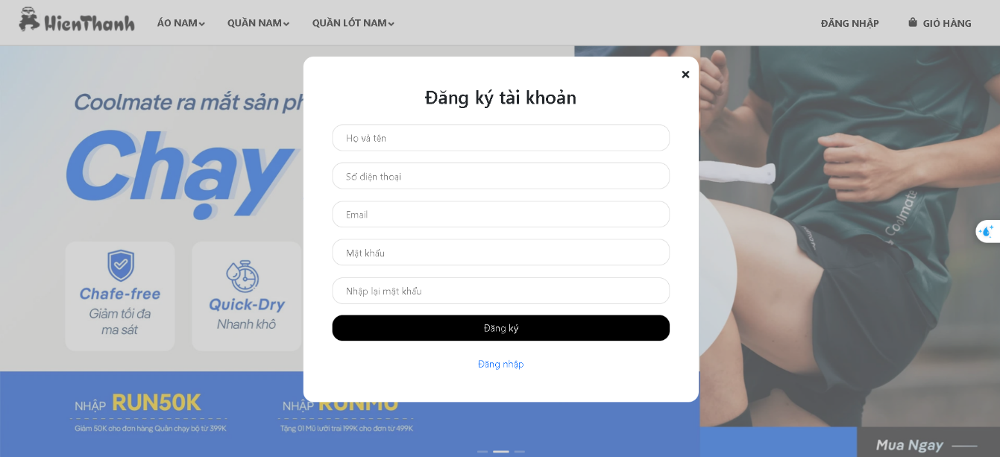 HienThanh
ÁO NAM
QUẦN NAM
QUẦN LÓT NAM
ĐĂNG NHẬP
GIỎ HÀNG
Coolmate ra mắt sản
Chạy
Chafe-free
Giảm tối đa
ma sát
Quick-Dry
Nhanh khô
Đăng ký tài khoản
Họ và tên
Số điện thoại
Email
Mật khẩu
Nhập lại mật khẩu
Đăng ký
Đăng nhập
Coolmate
NHẬP RUN50K
Giảm 50K cho đơn hàng Quần chạy bộ từ 399K
NHẬP RUNMU
Tặng 01 Mũ lưỡi trai 199K cho đơn từ 499K
Mua Ngay